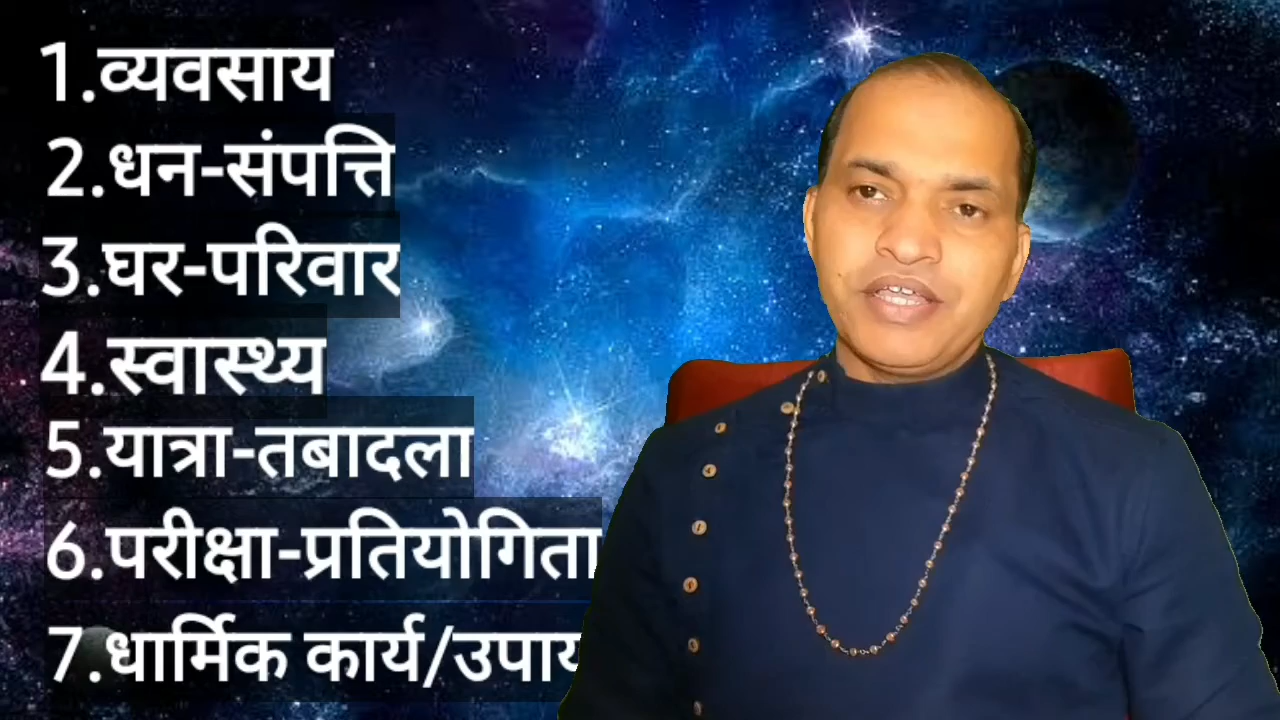 1.व्यवसाय
2.धन-संपत्ति
3.घर-परिवार
4.स्वास्थ्य
5.यात्रा-तबादला
6.परीक्षा-प्रतियोगिता
7.धार्मिक कार्य/उपाय